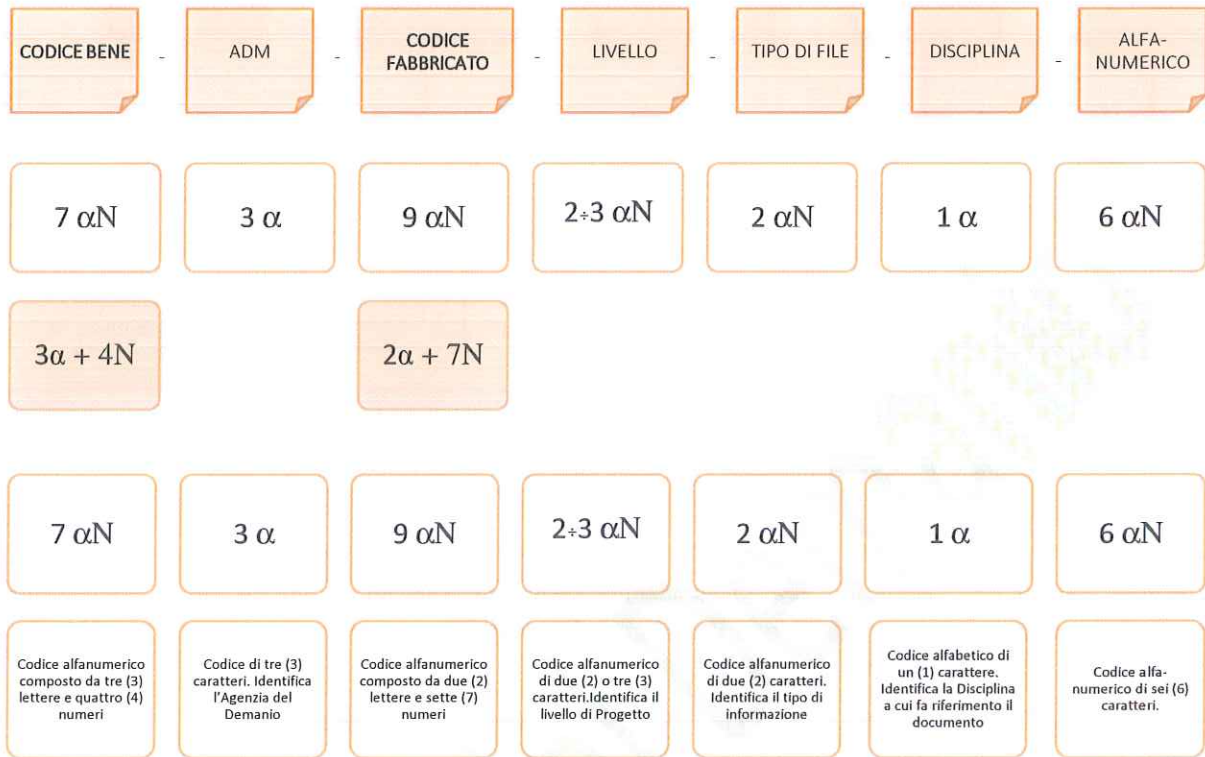 CODICE BENE - ADM - CODICE FABBRICATO - LIVELLO - TIPO DI FILE - DISCIPLINA - ALFA-NUMERICO
7 αN
3 α
9 αN
2÷3 αN
2 αN
1 α
6 αN
3α + 4N
2α + 7N
7 αN
3 α
9 αN
2÷3 αN
2 αN
1 α
6 αN
Codice alfanumerico
composto da tre (3)
lettere e quattro (4)
numeri
Codice di tre (3)
caratteri. Identifica
l'Agenzia del
Demanio
Codice alfanumerico
composto da due (2)
lettere e sette (7)
numeri
Codice alfanumerico
di due (2) o tre (3)
caratteri.Identifica il
livello di Progetto
Codice alfanumerico
di due (2) caratteri.
Identifica il tipo di
informazione
Codice alfabetico di
un (1) carattere.
Identifica la Disciplina
a cui fa riferimento il
documento
Codice alfa-
numerico di sei (6)
caratteri.